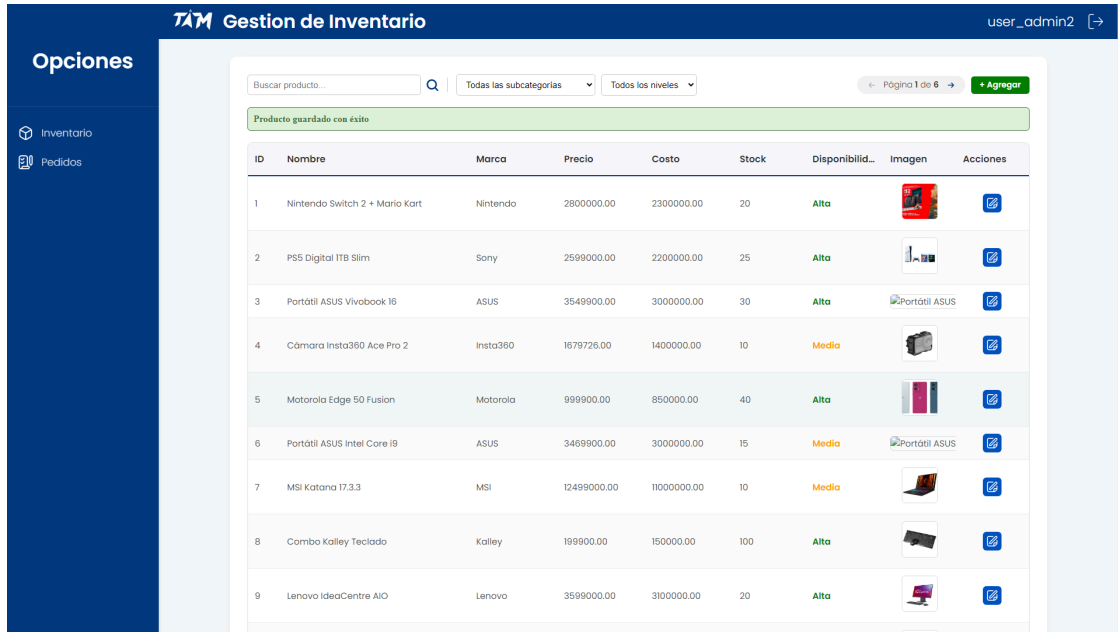 TAM Gestion de Inventario
user_admin2
Opciones
Inventario
Pedidos
Buscar producto...
Todas las subcategorías
Todos los niveles
← Página 1 de 6 →
+ Agregar
Producto guardado con éxito
ID Nombre Marca Precio Costo Stock Disponibilid... Imagen Acciones
1 Nintendo Switch 2 + Mario Kart Nintendo 2800000.00 2300000.00 20 Alta
2 PS5 Digital 1TB Slim Sony 2599000.00 2200000.00 25 Alta
3 Portátil ASUS Vivobook 16 ASUS 3549900.00 3000000.00 30 Alta Portátil ASUS
4 Cámara Insta360 Ace Pro 2 Insta360 1679726.00 1400000.00 10 Media
5 Motorola Edge 50 Fusion Motorola 999900.00 850000.00 40 Alta
6 Portátil ASUS Intel Core i9 ASUS 3469900.00 3000000.00 15 Media Portátil ASUS
7 MSI Katana 17.3.3 MSI 12499000.00 11000000.00 10 Media
8 Combo Kalley Teclado Kalley 199900.00 150000.00 100 Alta
9 Lenovo IdeaCentre AIO Lenovo 3599000.00 3100000.00 20 Alta